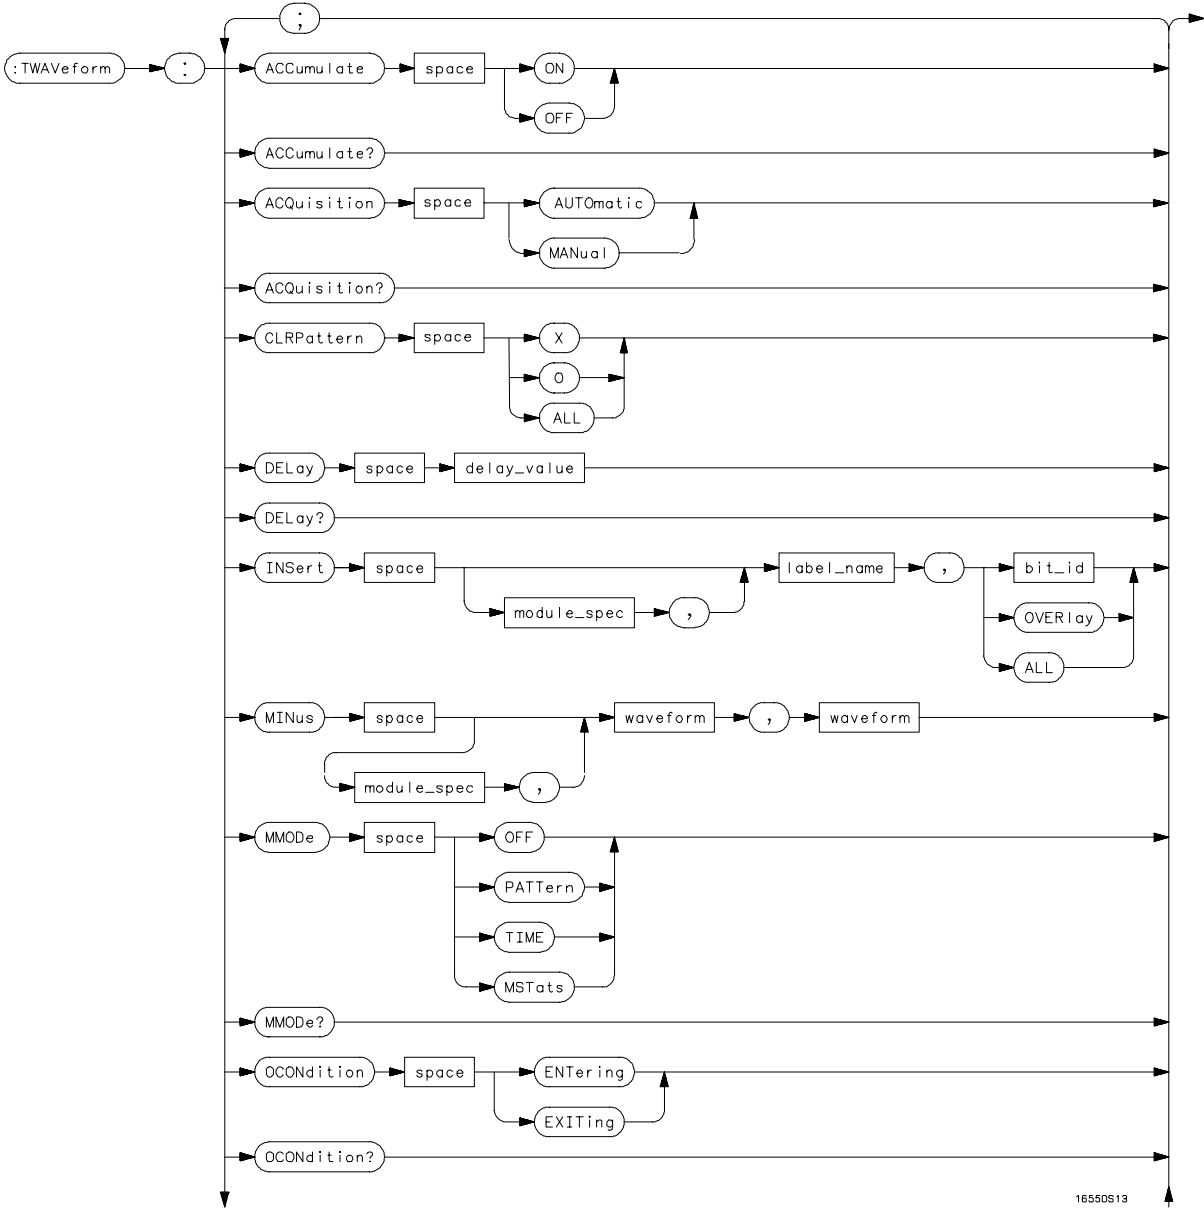 ;
:TWAVeform : ACCumulate space ON
OFF
ACCumulate?
ACQuisition space AUTOmatic
MANual
ACQuisition?
CLRPattern space X
O
ALL
DELay space delay_value
DELay?
INSert space label_name , bit_id
module_spec , OVERlay
ALL
MINus space waveform , waveform
module_spec ,
MMODe space OFF
PATTern
TIME
MSTats
MMODe?
OCONdition space ENTering
EXITing
OCONdition?
16550S13